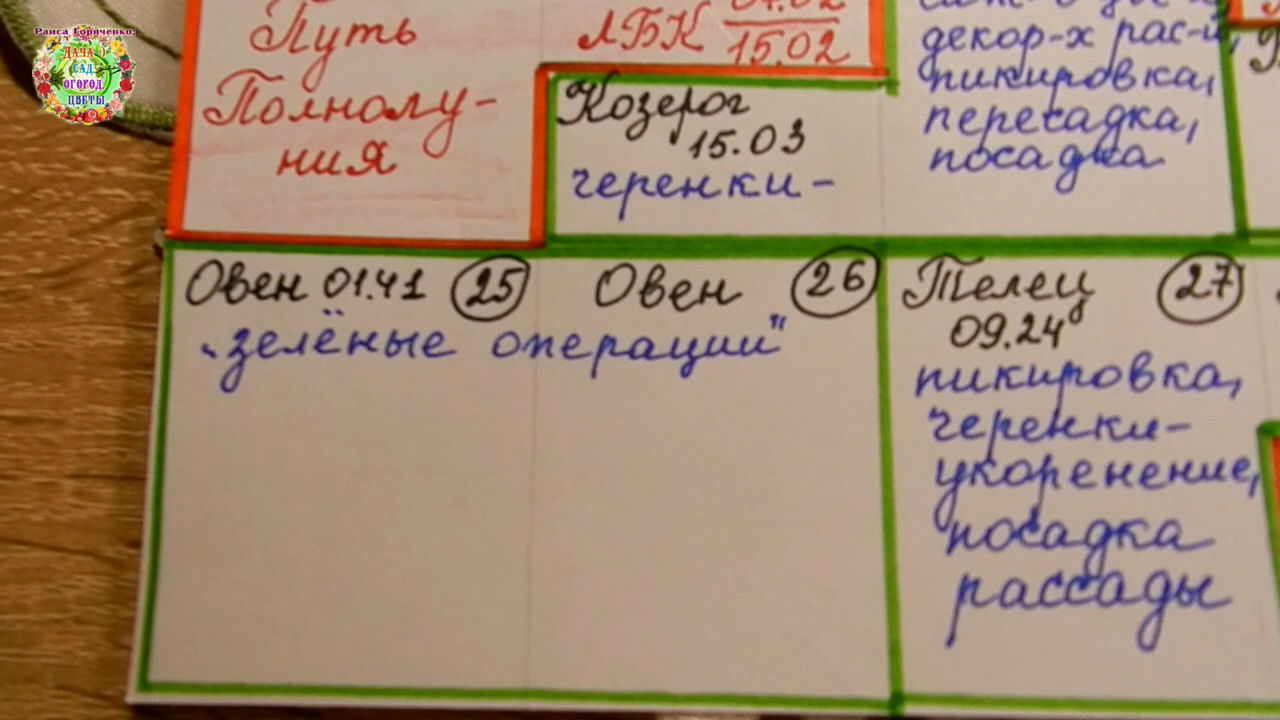 Раиса Горяченко:
ДАЧА
САД
ОГОРОД
ЦВЕТЫ
Путь
Полнолу-
ния
ЛБК
15.02
Козерог
15.03
черенки-
декор-х рас-й,
пикировка,
пересадка,
посадка
Овен 01.41 25
Овен 26
„зелёные операции"
Телец 27
09.24
пикировка,
черенки-
укоренение,
посадка
рассады